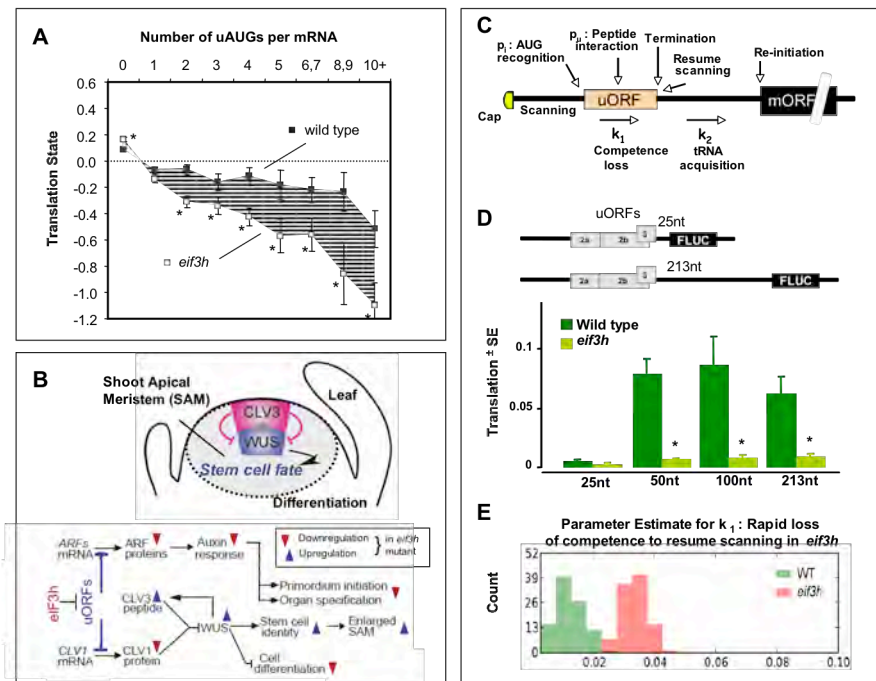 A
Number of uAUGs per mRNA
0 1 2 3 4 5 6,7 8,9 10+
Translation State
0.6
0.4
0.2
0.0
-0.2
-0.4
-0.6
-0.8
-1.0
-1.2
wild type
eif3h
* * * * * * * *
B
Shoot Apical
Meristem (SAM)
Leaf
CLV3
WUS
Stem cell fate
Differentiation
Downregulation
Upregulation
in eif3h
mutant
ARFs
mRNA
ARF
proteins
Auxin
response
Primordium initiation
Organ specification
eIF3h
uORFs
CLV3
peptide
WUS
Stem cell
identity
Enlarged
SAM
CLV1
mRNA
CLV1
protein
Cell
differentiation
C
pI : AUG
recognition
pμ : Peptide
interaction
Termination
Resume
scanning
Re-initiation
Cap
Scanning
uORF
mORF
k1
Competence
loss
k2
tRNA
acquisition
D
uORFs
25nt
2a 2b
FLUC
213nt
2a 2b
FLUC
Translation ± SE
0.1
0.05
0
Wild type
eif3h
* * *
25nt 50nt 100nt 213nt
E
Parameter Estimate for k1 : Rapid loss
of competence to resume scanning in eif3h
Count
52
39
26
13
0
WT
eif3h
0.02 0.04 0.06 0.08 0.10